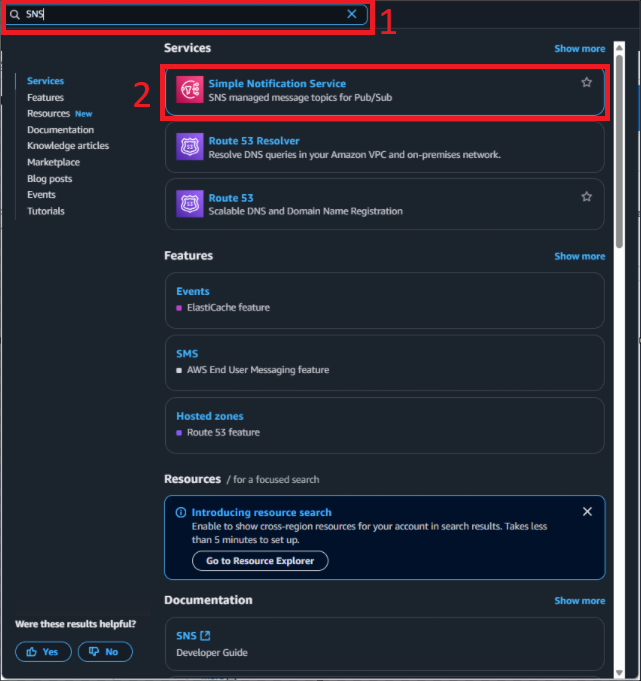 SNS
1
Services
Features
Resources New
Documentation
Knowledge articles
Marketplace
Blog posts
Events
Tutorials
Services
Show more
2
Simple Notification Service
SNS managed message topics for Pub/Sub
Route 53 Resolver
Resolve DNS queries in your Amazon VPC and on-premises network.
Route 53
Scalable DNS and Domain Name Registration
Features
Show more
Events
ElastiCache feature
SMS
AWS End User Messaging feature
Hosted zones
Route 53 feature
Resources / for a focused search
Introducing resource search
Enable to show cross-region resources for your account in search results. Takes less
than 5 minutes to set up.
Go to Resource Explorer
Documentation
Show more
SNS
Developer Guide
Were these results helpful?
Yes
No